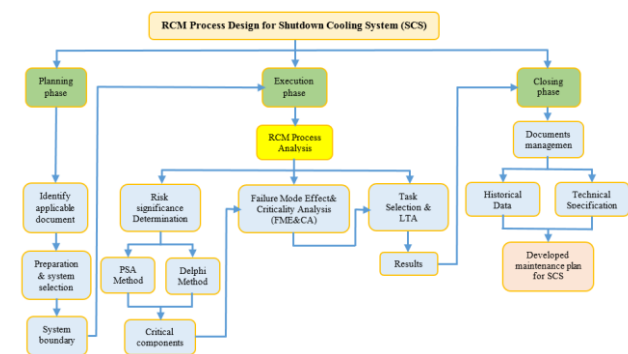 RCM Process Design for Shutdown Cooling System (SCS)
Planning
phase
Execution
phase
Closing
phase
RCM Process
Analysis
Documents
managemen
Identify
applicable
document
Risk
significance
Determination
Failure Mode Effect&
Criticality Analysis
(FME&CA)
Task
Selection &
LTA
Historical
Data
Technical
Soecification
Preparation
& system
selection
PSA
Method
Delphi
Method
Results
Developed
maintenance plan
for SCS
System
boundary
Critical
components